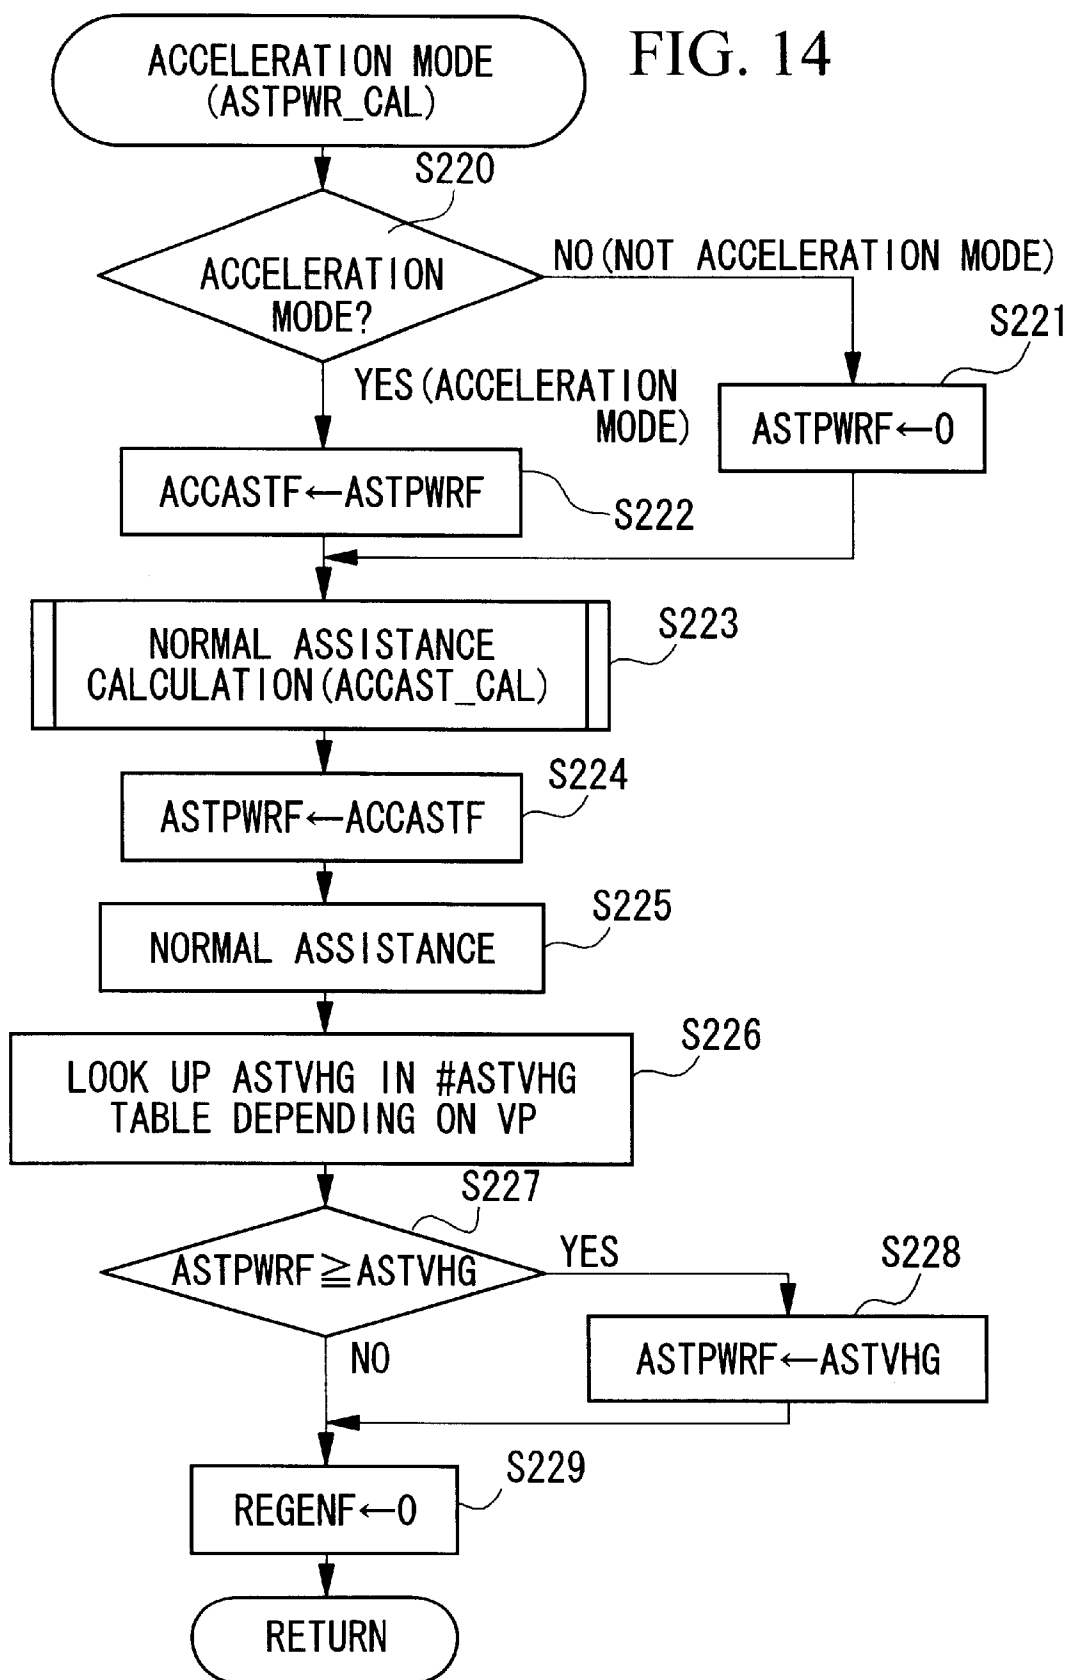 FIG. 14
ACCELERATION MODE
(ASTPWR_CAL)
S220
ACCELERATION
MODE?
NO (NOT ACCELERATION MODE)
S221
ASTPWRF←0
YES (ACCELERATION
MODE)
ACCASTF←ASTPWRF
S222
NORMAL ASSISTANCE
CALCULATION (ACCAST_CAL)
S223
ASTPWRF←ACCASTF
S224
NORMAL ASSISTANCE
S225
LOOK UP ASTVHG IN #ASTVHG
TABLE DEPENDING ON VP
S226
S227
ASTPWRF≧ASTVHG
YES
S228
ASTPWRF←ASTVHG
NO
S229
REGENF←0
RETURN